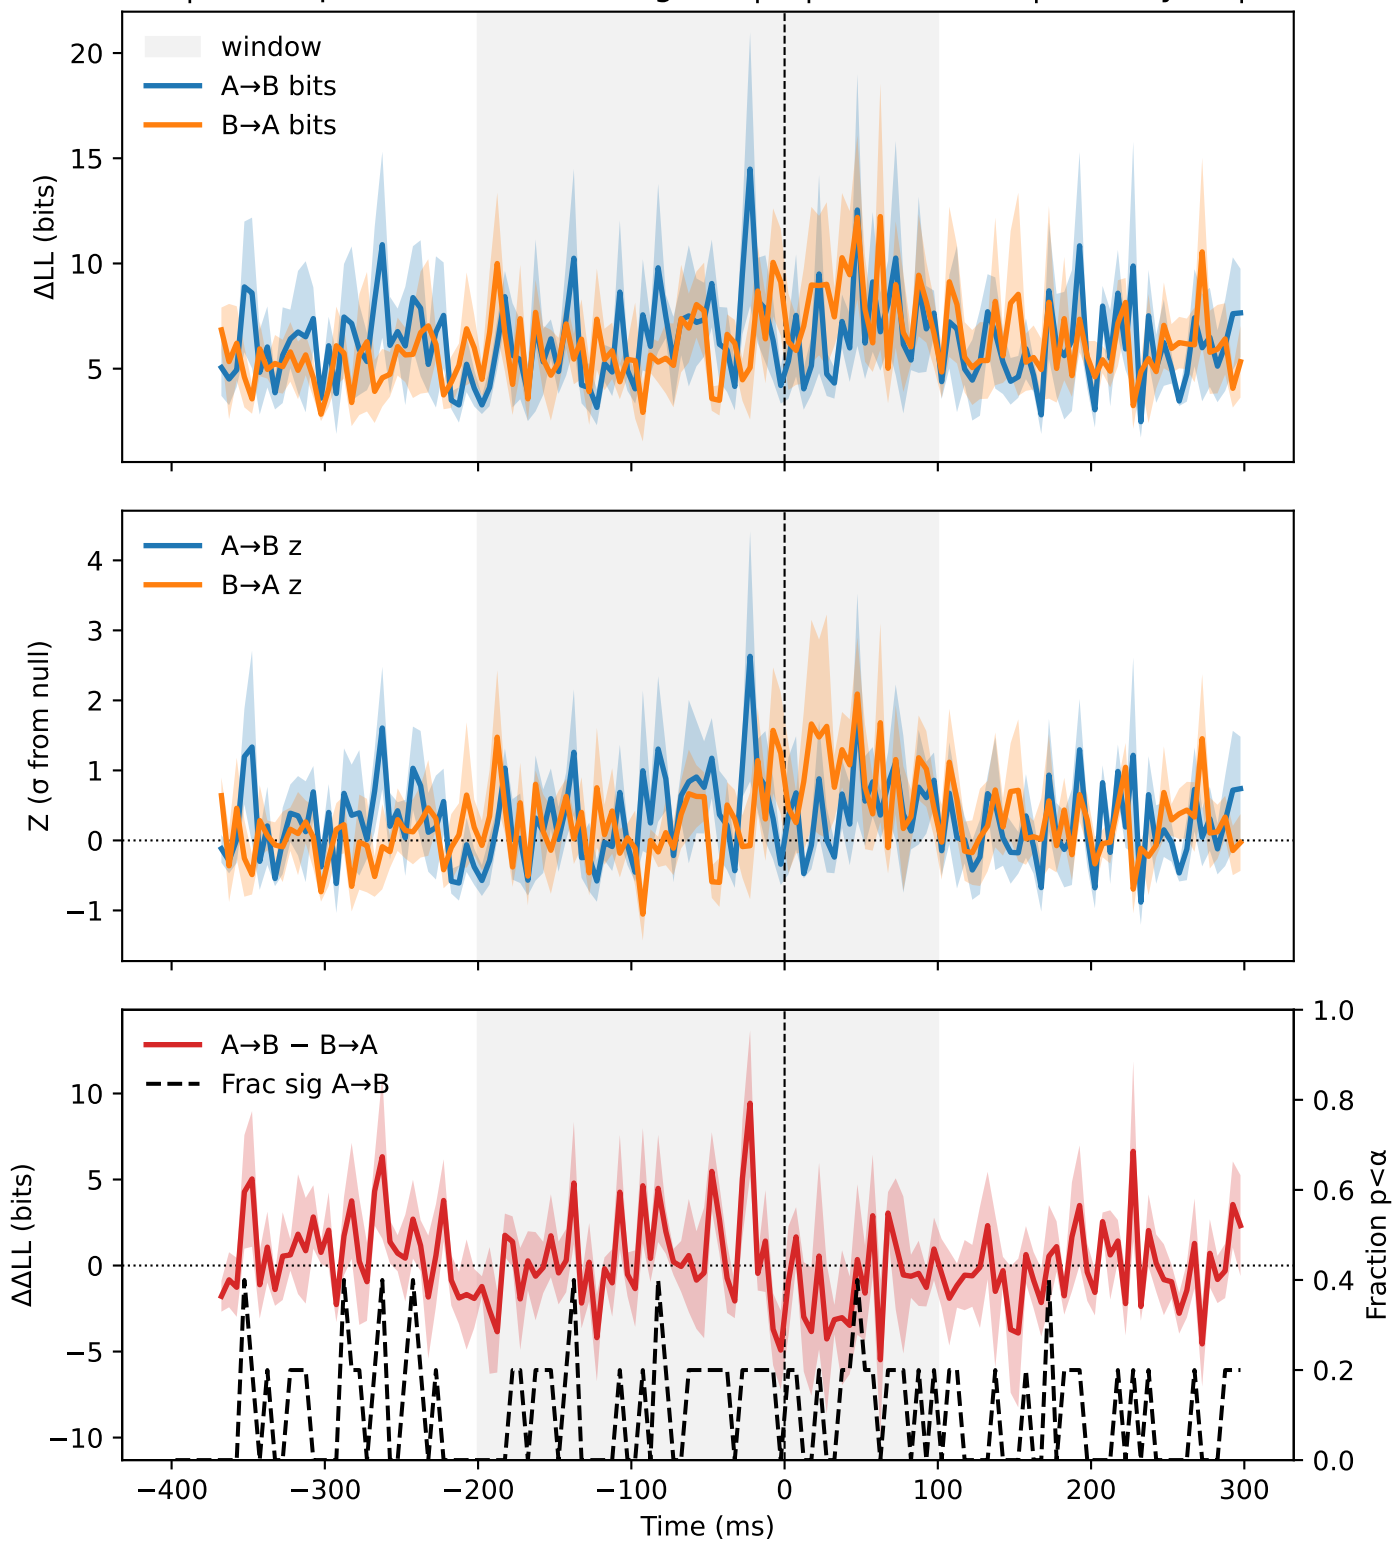 20
15
10
5
ΔLL (bits)
window
A→B bits
B→A bits
4
3
2
1
0
−1
Z (σ from null)
A→B z
B→A z
10
5
0
−5
−10
ΔΔLL (bits)
A→B − B→A
Frac sig A→B
1.0
0.8
0.6
0.4
0.2
0.0
Fraction p<α
−400 −300 −200 −100 0 100 200 300
Time (ms)